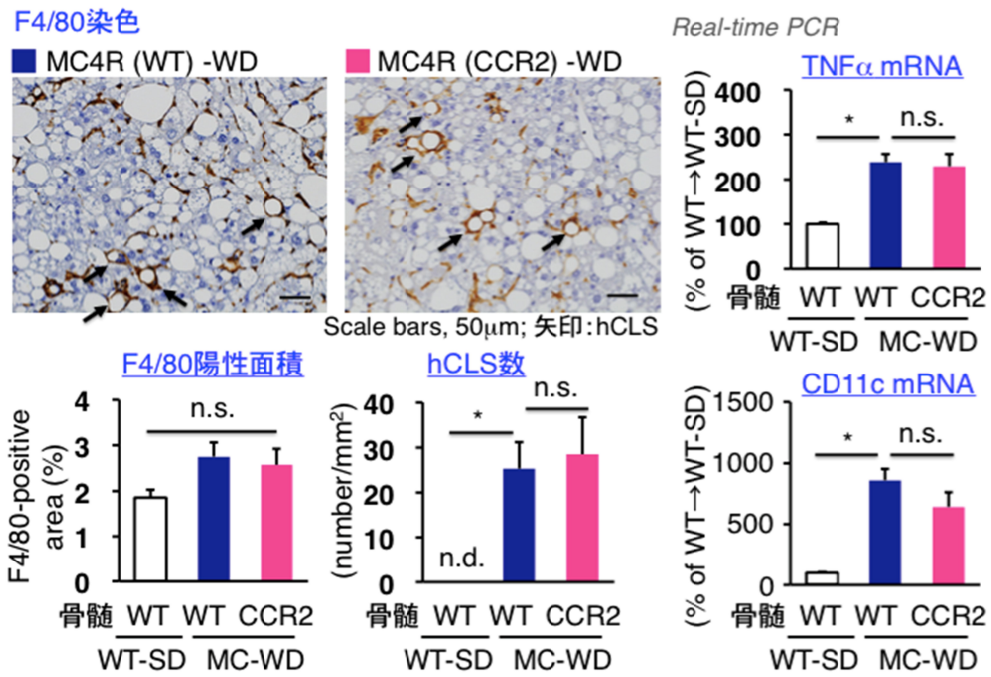 F4/80染色
MC4R (WT) -WD
MC4R (CCR2) -WD
Scale bars, 50μm; 矢印:hCLS
F4/80陽性面積
F4/80-positive
area (%)
4
3
2
1
0
n.s.
骨髄 WT WT CCR2
WT-SD MC-WD
hCLS数
(number/mm²)
40
30
20
10
0
n.d.
*
n.s.
骨髄 WT WT CCR2
WT-SD MC-WD
Real-time PCR
TNFα mRNA
(% of WT→WT-SD)
400
300
200
100
0
*
n.s.
骨髄 WT WT CCR2
WT-SD MC-WD
CD11c mRNA
(% of WT→WT-SD)
1500
1000
500
0
*
n.s.
骨髄 WT WT CCR2
WT-SD MC-WD